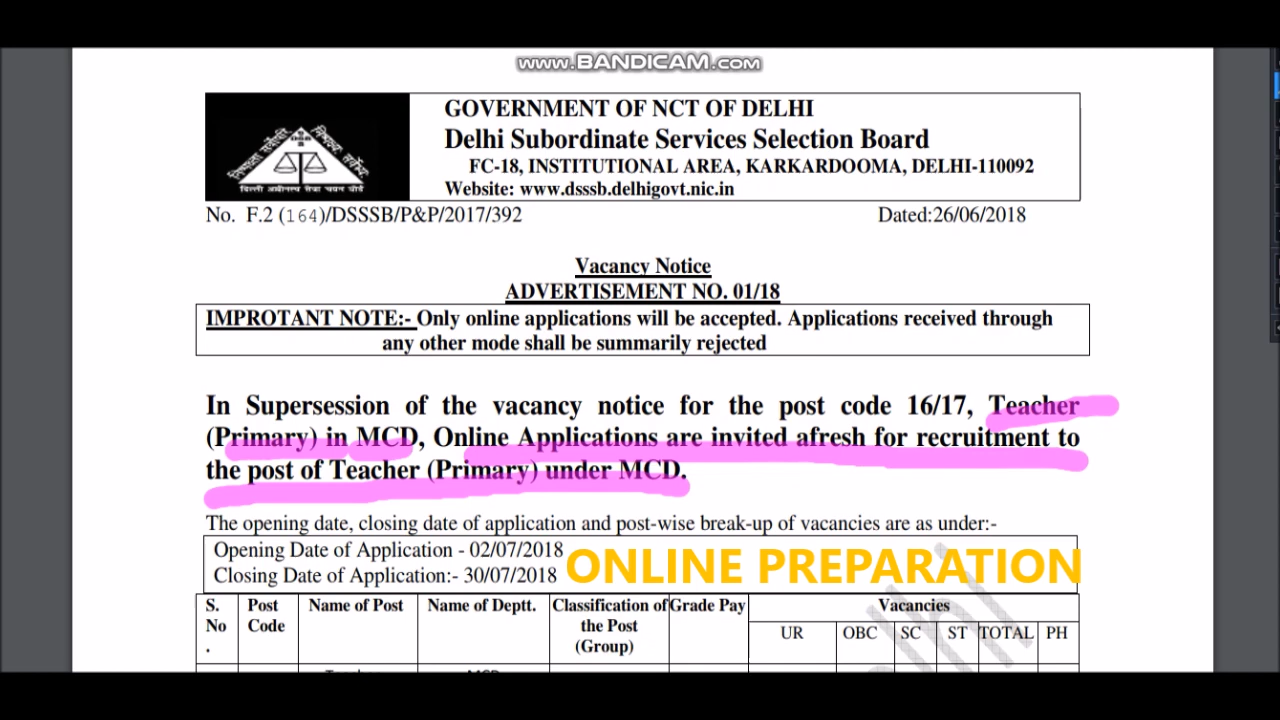 www.BANDICAM.com
GOVERNMENT OF NCT OF DELHI
Delhi Subordinate Services Selection Board
FC-18, INSTITUTIONAL AREA, KARKARDOOMA, DELHI-110092
Website: www.dsssb.delhigovt.nic.in
दिल्ली अधीनस्थ सेवा चयन बोर्ड
No. F.2 (164)/DSSSB/P&P/2017/392 Dated:26/06/2018
Vacancy Notice
ADVERTISEMENT NO. 01/18
IMPROTANT NOTE:- Only online applications will be accepted. Applications received through
any other mode shall be summarily rejected
In Supersession of the vacancy notice for the post code 16/17, Teacher
(Primary) in MCD, Online Applications are invited afresh for recruitment to
the post of Teacher (Primary) under MCD.
The opening date, closing date of application and post-wise break-up of vacancies are as under:-
Opening Date of Application - 02/07/2018
Closing Date of Application:- 30/07/2018
ONLINE PREPARATION
S. Post Name of Post Name of Deptt. Classification of Grade Pay Vacancies
No Code the Post UR OBC SC ST TOTAL PH
. (Group)